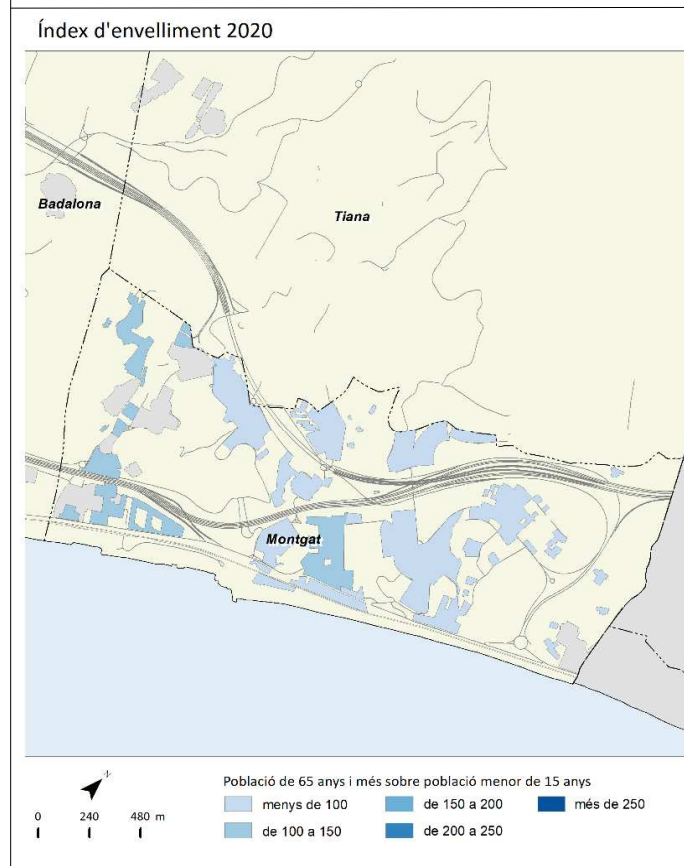 Índex d'envelliment 2020
Badalona
Tiana
Montgat
Població de 65 anys i més sobre població menor de 15 anys
menys de 100
de 150 a 200
més de 250
0 240 480 m
de 100 a 150
de 200 a 250